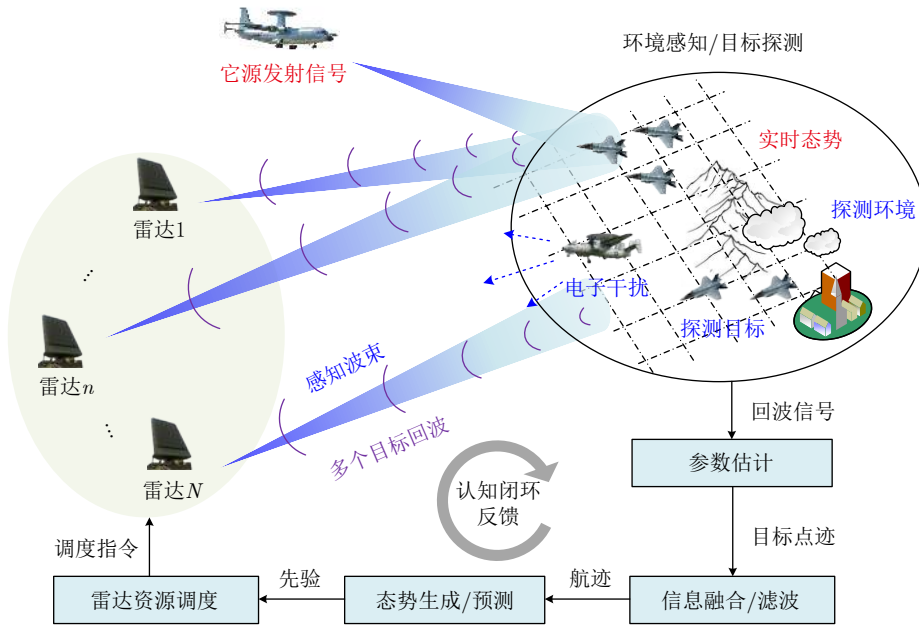 环境感知/目标探测
它源发射信号
实时态势
探测环境
雷达1
电子干扰
探测目标
雷达n
感知波束
多个目标回波
回波信号
参数估计
雷达N
认知闭环
反馈
目标点迹
调度指令
先验
航迹
雷达资源调度
态势生成/预测
信息融合/滤波